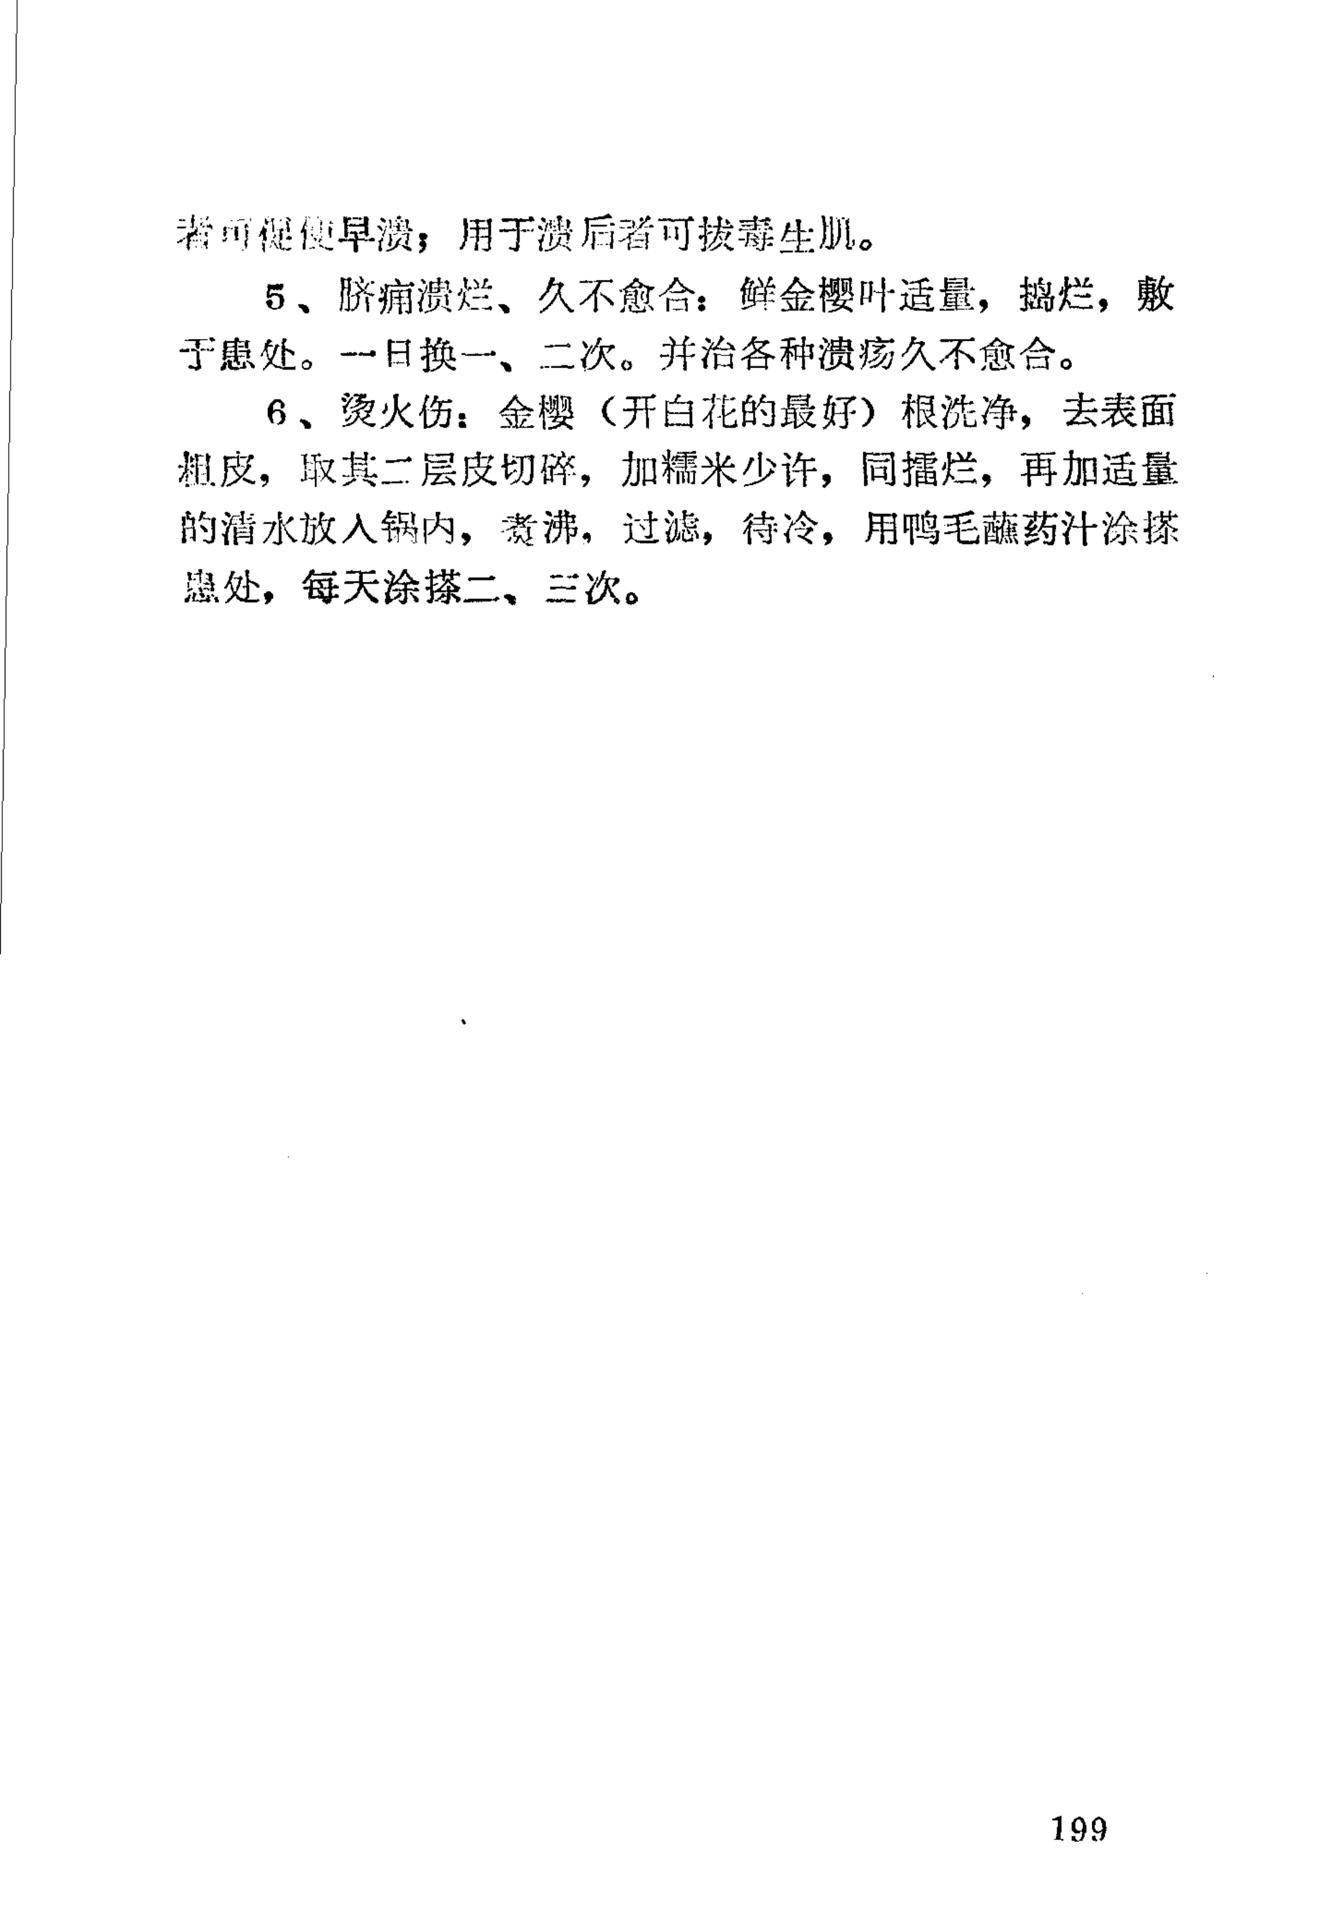 者可促使早溃；用于溃后者可拔毒生肌。
5、脐痈溃烂、久不愈合：鲜金樱叶适量，捣烂，敷
于患处。一日换一、二次。并治各种溃疡久不愈合。
6、烫火伤：金樱（开白花的最好）根洗净，去表面
粗皮，取其二层皮切碎，加糯米少许，同擂烂，再加适量
的清水放入锅内，煮沸，过滤，待冷，用鸭毛蘸药汁涂搽
患处，每天涂搽二、三次。
199